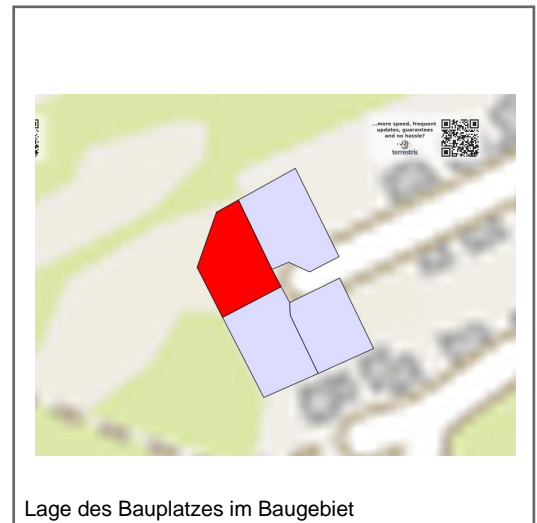 ...more speed, frequent
updates, guarantees
and no hassle?
terrestris
Lage des Bauplatzes im Baugebiet